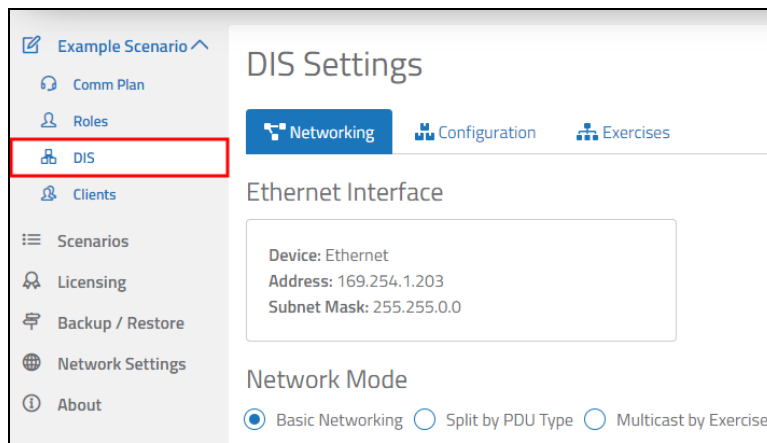 Example Scenario
Comm Plan
Roles
DIS
Clients
Scenarios
Licensing
Backup / Restore
Network Settings
About
DIS Settings
Networking Configuration Exercises
Ethernet Interface
Device: Ethernet
Address: 169.254.1.203
Subnet Mask: 255.255.0.0
Network Mode
Basic Networking Split by PDU Type Multicast by Exercise